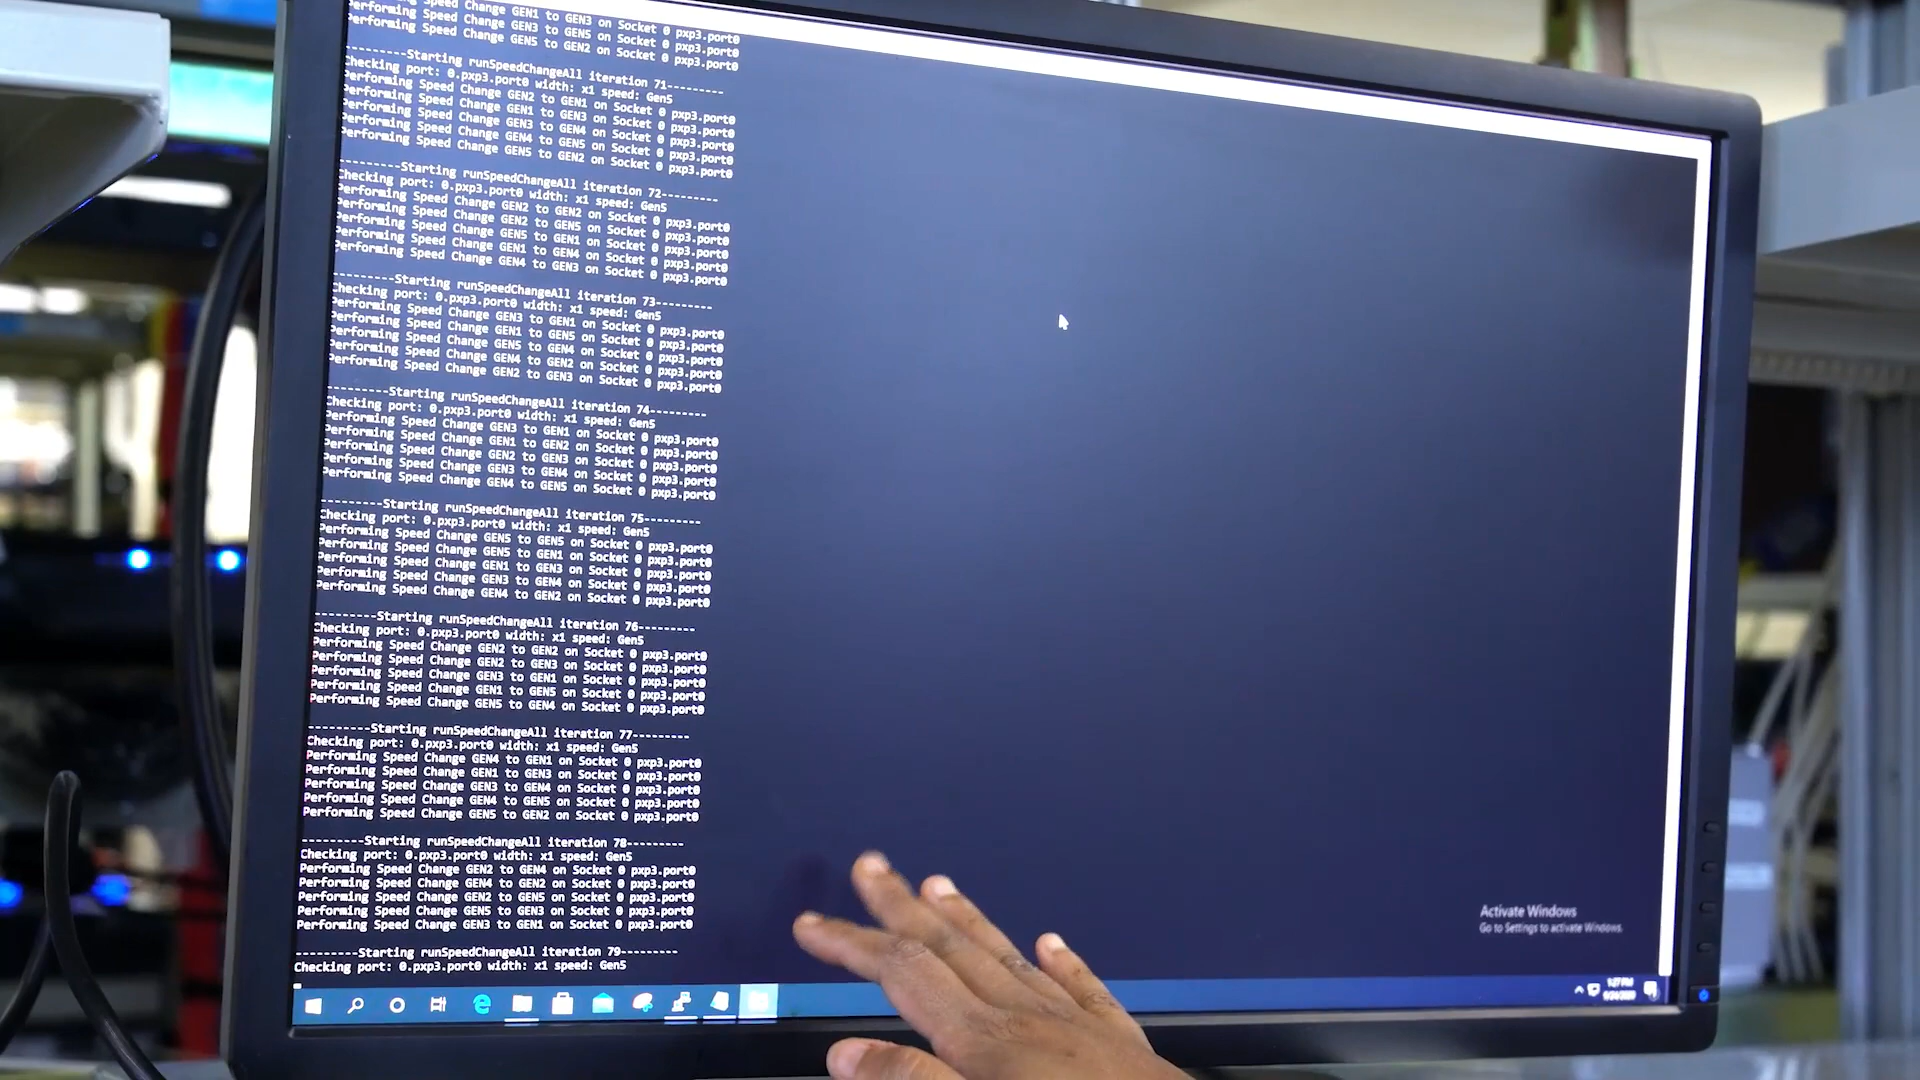 Speed Change GEN1 to GEN3 on Socket 0 pxp3.port0
Performing Speed Change GEN3 to GEN5 on Socket 0 pxp3.port0
Performing Speed Change GEN5 to GEN2 on Socket 0 pxp3.port0
---------Starting runSpeedChangeAll iteration 71---------
Checking port: 0.pxp3.port0 width: x1 speed: Gen5
Performing Speed Change GEN2 to GEN1 on Socket 0 pxp3.port0
Performing Speed Change GEN1 to GEN3 on Socket 0 pxp3.port0
Performing Speed Change GEN3 to GEN4 on Socket 0 pxp3.port0
Performing Speed Change GEN4 to GEN5 on Socket 0 pxp3.port0
Performing Speed Change GEN5 to GEN2 on Socket 0 pxp3.port0
---------Starting runSpeedChangeAll iteration 72---------
Checking port: 0.pxp3.port0 width: x1 speed: Gen5
Performing Speed Change GEN2 to GEN2 on Socket 0 pxp3.port0
Performing Speed Change GEN2 to GEN5 on Socket 0 pxp3.port0
Performing Speed Change GEN5 to GEN1 on Socket 0 pxp3.port0
Performing Speed Change GEN1 to GEN4 on Socket 0 pxp3.port0
Performing Speed Change GEN4 to GEN3 on Socket 0 pxp3.port0
---------Starting runSpeedChangeAll iteration 73---------
Checking port: 0.pxp3.port0 width: x1 speed: Gen5
Performing Speed Change GEN3 to GEN1 on Socket 0 pxp3.port0
Performing Speed Change GEN1 to GEN5 on Socket 0 pxp3.port0
Performing Speed Change GEN5 to GEN4 on Socket 0 pxp3.port0
Performing Speed Change GEN4 to GEN2 on Socket 0 pxp3.port0
Performing Speed Change GEN2 to GEN3 on Socket 0 pxp3.port0
---------Starting runSpeedChangeAll iteration 74---------
Checking port: 0.pxp3.port0 width: x1 speed: Gen5
Performing Speed Change GEN3 to GEN1 on Socket 0 pxp3.port0
Performing Speed Change GEN1 to GEN2 on Socket 0 pxp3.port0
Performing Speed Change GEN2 to GEN3 on Socket 0 pxp3.port0
Performing Speed Change GEN3 to GEN4 on Socket 0 pxp3.port0
Performing Speed Change GEN4 to GEN5 on Socket 0 pxp3.port0
---------Starting runSpeedChangeAll iteration 75---------
Checking port: 0.pxp3.port0 width: x1 speed: Gen5
Performing Speed Change GEN5 to GEN5 on Socket 0 pxp3.port0
Performing Speed Change GEN5 to GEN1 on Socket 0 pxp3.port0
Performing Speed Change GEN1 to GEN3 on Socket 0 pxp3.port0
Performing Speed Change GEN3 to GEN4 on Socket 0 pxp3.port0
Performing Speed Change GEN4 to GEN2 on Socket 0 pxp3.port0
---------Starting runSpeedChangeAll iteration 76---------
Checking port: 0.pxp3.port0 width: x1 speed: Gen5
Performing Speed Change GEN2 to GEN2 on Socket 0 pxp3.port0
Performing Speed Change GEN2 to GEN3 on Socket 0 pxp3.port0
Performing Speed Change GEN3 to GEN1 on Socket 0 pxp3.port0
Performing Speed Change GEN1 to GEN5 on Socket 0 pxp3.port0
Performing Speed Change GEN5 to GEN4 on Socket 0 pxp3.port0
---------Starting runSpeedChangeAll iteration 77---------
Checking port: 0.pxp3.port0 width: x1 speed: Gen5
Performing Speed Change GEN4 to GEN1 on Socket 0 pxp3.port0
Performing Speed Change GEN1 to GEN3 on Socket 0 pxp3.port0
Performing Speed Change GEN3 to GEN4 on Socket 0 pxp3.port0
Performing Speed Change GEN4 to GEN5 on Socket 0 pxp3.port0
Performing Speed Change GEN5 to GEN2 on Socket 0 pxp3.port0
---------Starting runSpeedChangeAll iteration 78---------
Checking port: 0.pxp3.port0 width: x1 speed: Gen5
Performing Speed Change GEN2 to GEN4 on Socket 0 pxp3.port0
Performing Speed Change GEN4 to GEN2 on Socket 0 pxp3.port0
Performing Speed Change GEN2 to GEN5 on Socket 0 pxp3.port0
Performing Speed Change GEN5 to GEN3 on Socket 0 pxp3.port0
Performing Speed Change GEN3 to GEN1 on Socket 0 pxp3.port0
---------Starting runSpeedChangeAll iteration 79---------
Checking port: 0.pxp3.port0 width: x1 speed: Gen5
Activate Windows
Go to Settings to activate Windows.
1:27 PM